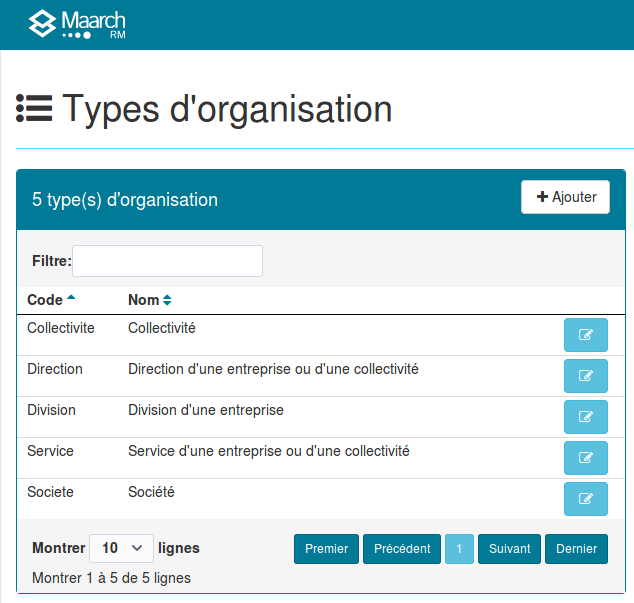 Maarch
RM
Types d'organisation
5 type(s) d'organisation
Ajouter
Filtre:
Code Nom
Collectivite Collectivité
Direction Direction d'une entreprise ou d'une collectivité
Division Division d'une entreprise
Service Service d'une entreprise ou d'une collectivité
Societe Société
Montrer 10 lignes Premier Précédent 1 Suivant Dernier
Montrer 1 à 5 de 5 lignes